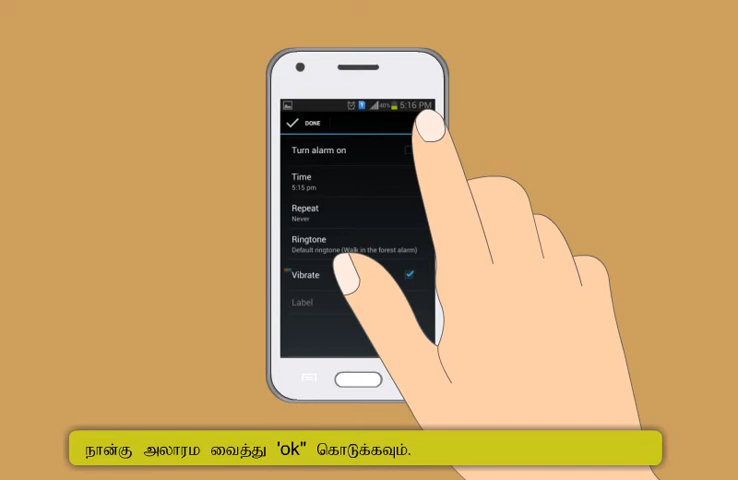 40% 5:16 PM
DONE
Turn alarm on
Time
5:15 pm
Repeat
Never
Ringtone
Default ringtone (Walk in the forest alarm)
Vibrate
Label
நான்கு அலாரம வைத்து 'ok" கொடுக்கவும்.